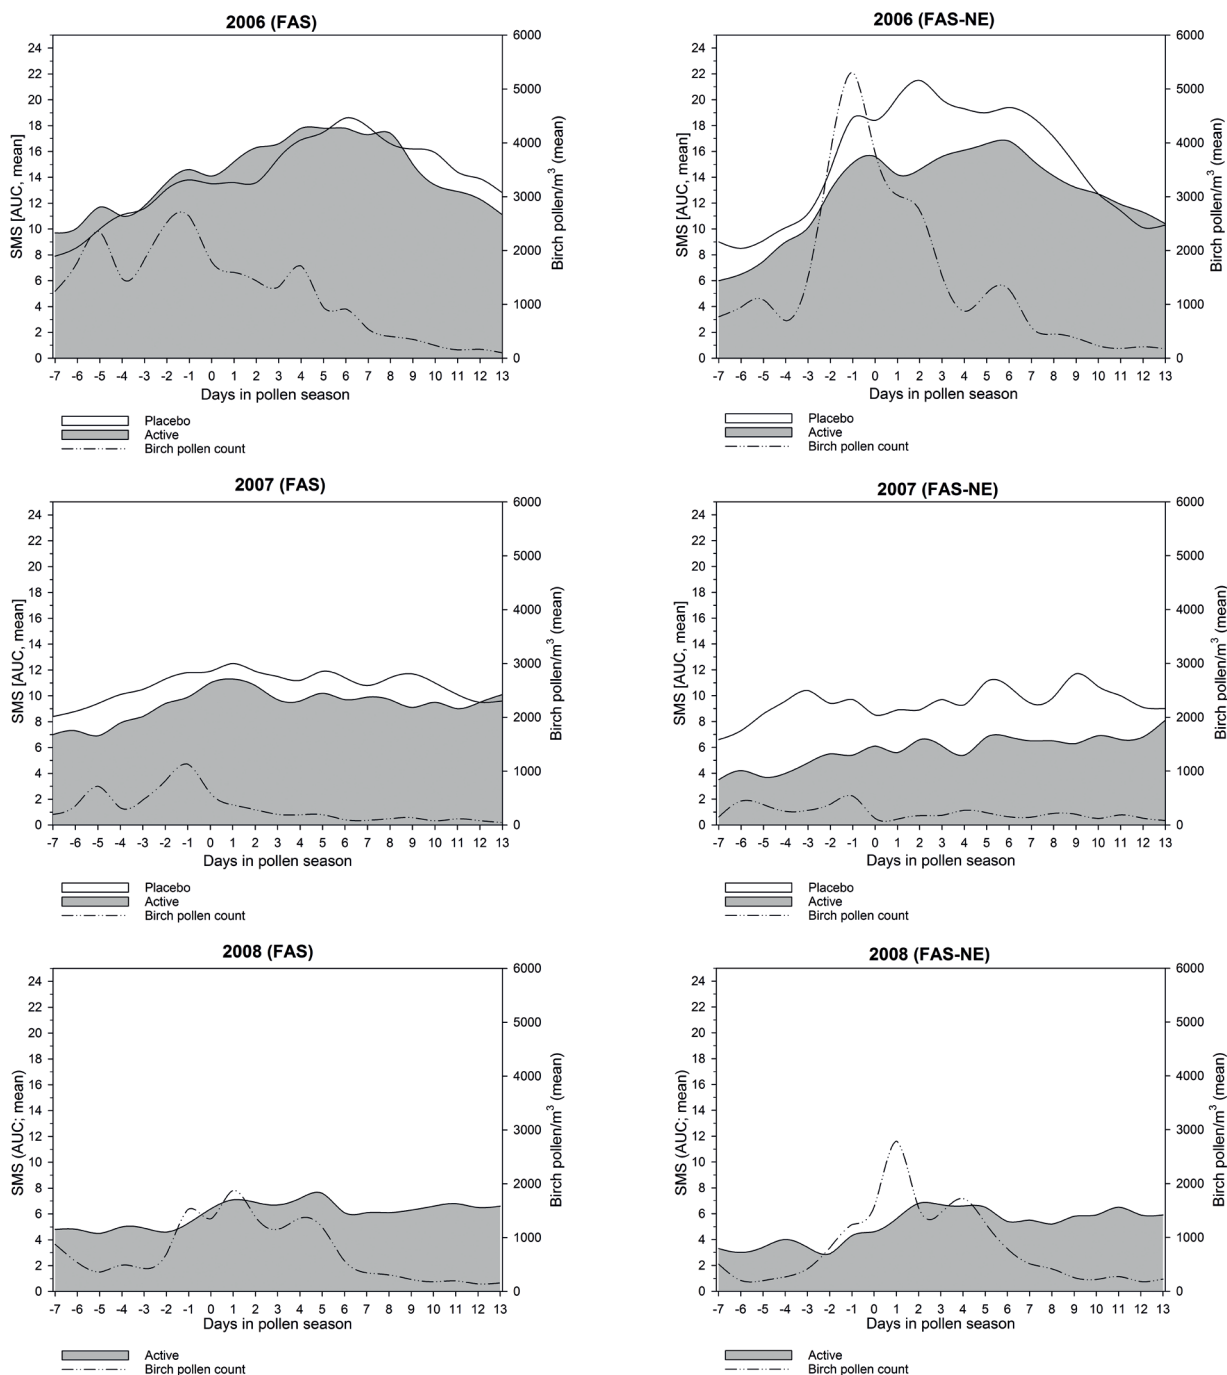 2006 (FAS)
SMS [AUC, mean]
24
22
20
18
16
14
12
10
8
6
4
2
0
6000
5000
4000
3000
2000
1000
0
Birch pollen/m³ (mean)
-7 -6 -5 -4 -3 -2 -1 0 1 2 3 4 5 6 7 8 9 10 11 12 13
Days in pollen season
Placebo
Active
Birch pollen count
2006 (FAS-NE)
SMS [AUC, mean]
24
22
20
18
16
14
12
10
8
6
4
2
0
6000
5000
4000
3000
2000
1000
0
Birch pollen/m³ (mean)
-7 -6 -5 -4 -3 -2 -1 0 1 2 3 4 5 6 7 8 9 10 11 12 13
Days in pollen season
Placebo
Active
Birch pollen count
2007 (FAS)
SMS [AUC, mean]
24
22
20
18
16
14
12
10
8
6
4
2
0
6000
5000
4000
3000
2000
1000
0
Birch pollen/m³ (mean)
-7 -6 -5 -4 -3 -2 -1 0 1 2 3 4 5 6 7 8 9 10 11 12 13
Days in pollen season
Placebo
Active
Birch pollen count
2007 (FAS-NE)
SMS [AUC, mean]
24
22
20
18
16
14
12
10
8
6
4
2
0
6000
5000
4000
3000
2000
1000
0
Birch pollen/m³ (mean)
-7 -6 -5 -4 -3 -2 -1 0 1 2 3 4 5 6 7 8 9 10 11 12 13
Days in pollen season
Placebo
Active
Birch pollen count
2008 (FAS)
SMS (AUC; mean)
24
22
20
18
16
14
12
10
8
6
4
2
0
6000
5000
4000
3000
2000
1000
0
Birch pollen/m³ (mean)
-7 -6 -5 -4 -3 -2 -1 0 1 2 3 4 5 6 7 8 9 10 11 12 13
Days in pollen season
Active
Birch pollen count
2008 (FAS-NE)
SMS (AUC; mean)
24
22
20
18
16
14
12
10
8
6
4
2
0
6000
5000
4000
3000
2000
1000
0
Birch pollen/m³ (mean)
-7 -6 -5 -4 -3 -2 -1 0 1 2 3 4 5 6 7 8 9 10 11 12 13
Days in pollen season
Active
Birch pollen count